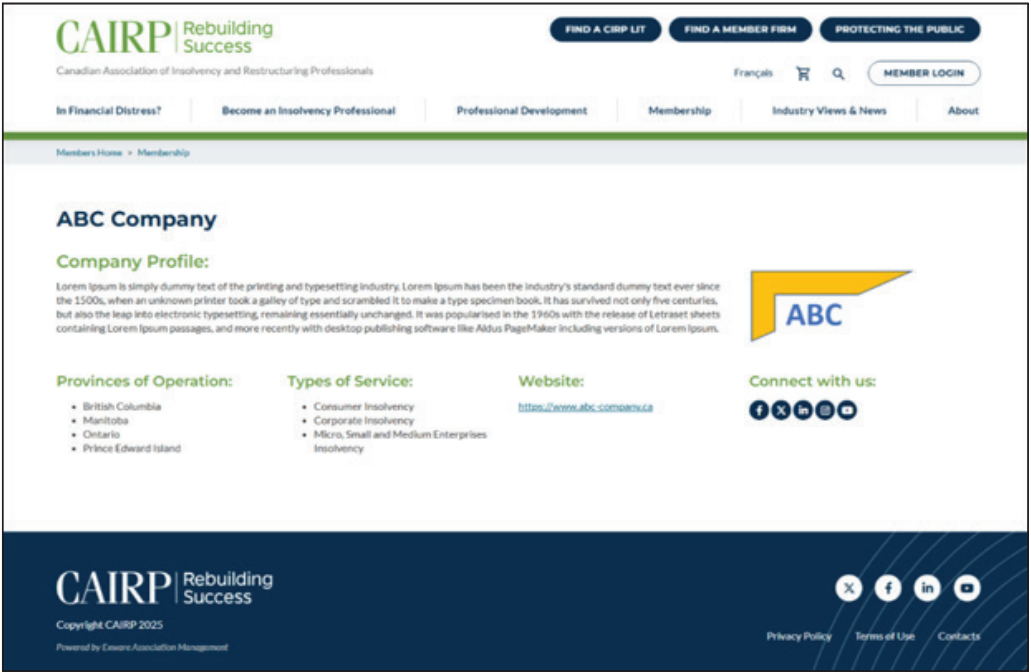 CAIRP Rebuilding Success
FIND A CIRP LIT FIND A MEMBER FIRM PROTECTING THE PUBLIC
Canadian Association of Insolvency and Restructuring Professionals
Français MEMBER LOGIN
In Financial Distress? Become an Insolvency Professional Professional Development Membership Industry Views & News About
Members Home > Membership
ABC Company
Company Profile:
Lorem Ipsum is simply dummy text of the printing and typesetting industry. Lorem Ipsum has been the industry's standard dummy text ever since
the 1500s, when an unknown printer took a galley of type and scrambled it to make a type specimen book. It has survived not only five centuries,
but also the leap into electronic typesetting, remaining essentially unchanged. It was popularised in the 1960s with the release of Letraset sheets
containing Lorem Ipsum passages, and more recently with desktop publishing software like Aldus PageMaker including versions of Lorem Ipsum.
ABC
Provinces of Operation:
• British Columbia
• Manitoba
• Ontario
• Prince Edward Island
Types of Service:
• Consumer Insolvency
• Corporate Insolvency
• Micro, Small and Medium Enterprises
Insolvency
Website:
https://www.abc-company.ca
Connect with us:
CAIRP Rebuilding Success
Copyright CAIRP 2025
Powered by Exware Association Management
Privacy Policy Terms of Use Contacts